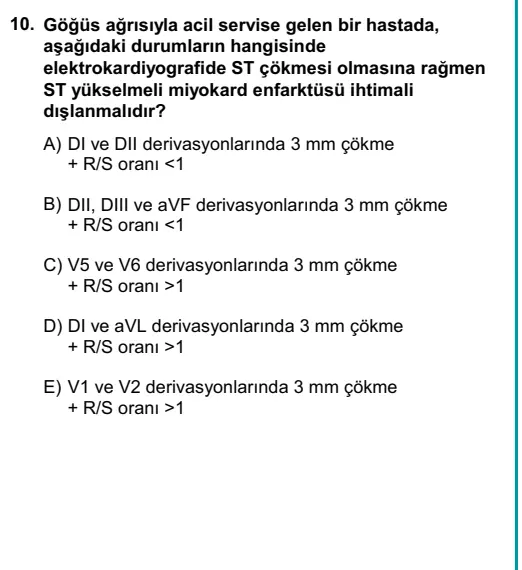 10. Göğüs ağrısıyla acil servise gelen bir hastada,
aşağıdaki durumların hangisinde
elektrokardiyografide ST çökmesi olmasına rağmen
ST yükselmeli miyokard enfarktüsü ihtimali
dışlanmalıdır?
A) DI ve DII derivasyonlarında 3 mm çökme
+ R/S oranı <1
B) DII, DIII ve aVF derivasyonlarında 3 mm çökme
+ R/S oranı <1
C) V5 ve V6 derivasyonlarında 3 mm çökme
+ R/S oranı >1
D) DI ve aVL derivasyonlarında 3 mm çökme
+ R/S oranı >1
E) V1 ve V2 derivasyonlarında 3 mm çökme
+ R/S oranı >1